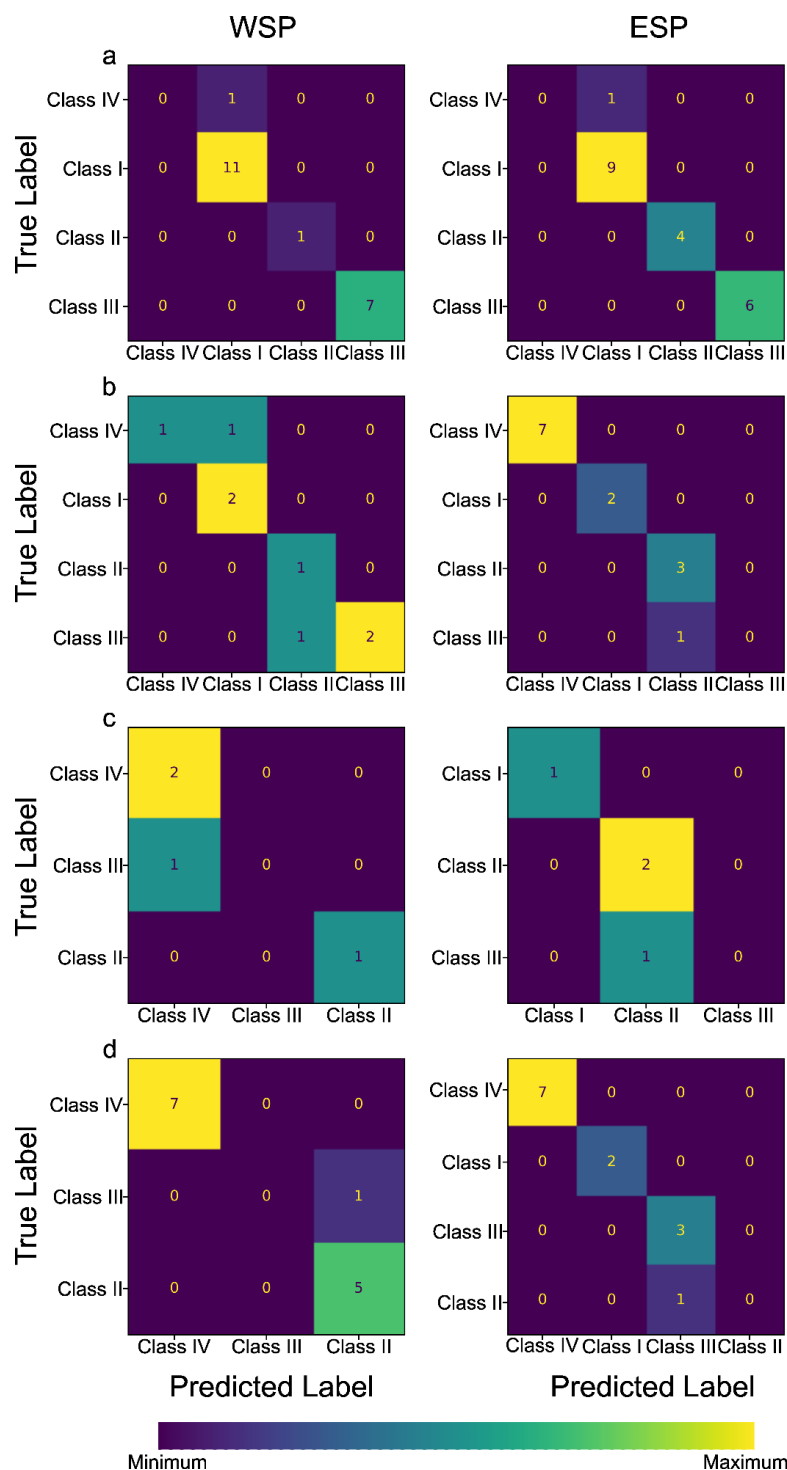 WSP ESP
a
True Label
Class IV 0 1 0 0
Class I 0 11 0 0
Class II 0 0 1 0
Class III 0 0 0 7
Class IV Class I Class II Class III
Class IV 0 1 0 0
Class I 0 9 0 0
Class II 0 0 4 0
Class III 0 0 0 6
Class IV Class I Class II Class III
b
True Label
Class IV 1 1 0 0
Class I 0 2 0 0
Class II 0 0 1 0
Class III 0 0 1 2
Class IV Class I Class II Class III
Class IV 7 0 0 0
Class I 0 2 0 0
Class II 0 0 3 0
Class III 0 0 1 0
Class IV Class I Class II Class III
c
True Label
Class IV 2 0 0
Class III 1 0 0
Class II 0 0 1
Class IV Class III Class II
Class I 1 0 0
Class II 0 2 0
Class III 0 1 0
Class I Class II Class III
d
True Label
Class IV 7 0 0
Class III 0 0 1
Class II 0 0 5
Class IV Class III Class II
Class IV 7 0 0 0
Class I 0 2 0 0
Class III 0 0 3 0
Class II 0 0 1 0
Class IV Class I Class III Class II
Predicted Label Predicted Label
Minimum Maximum